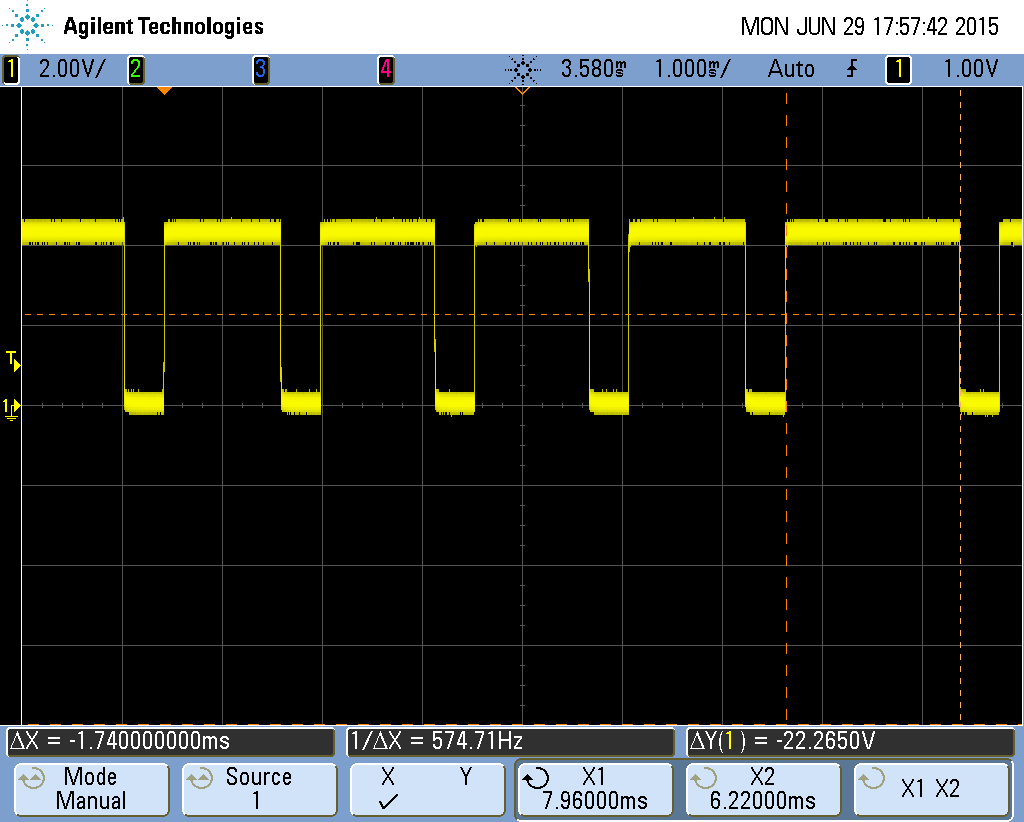 Agilent Technologies MON JUN 29 17:57:42 2015
1 2.00V/ 2 3 4 3.580ms 1.000ms/ Auto 1 1.00V
T
1
ΔX = -1.740000000ms 1/ΔX = 574.71Hz ΔY(1) = -22.2650V
Mode Source X Y X1 X2 X1 X2
Manual 1 7.96000ms 6.22000ms